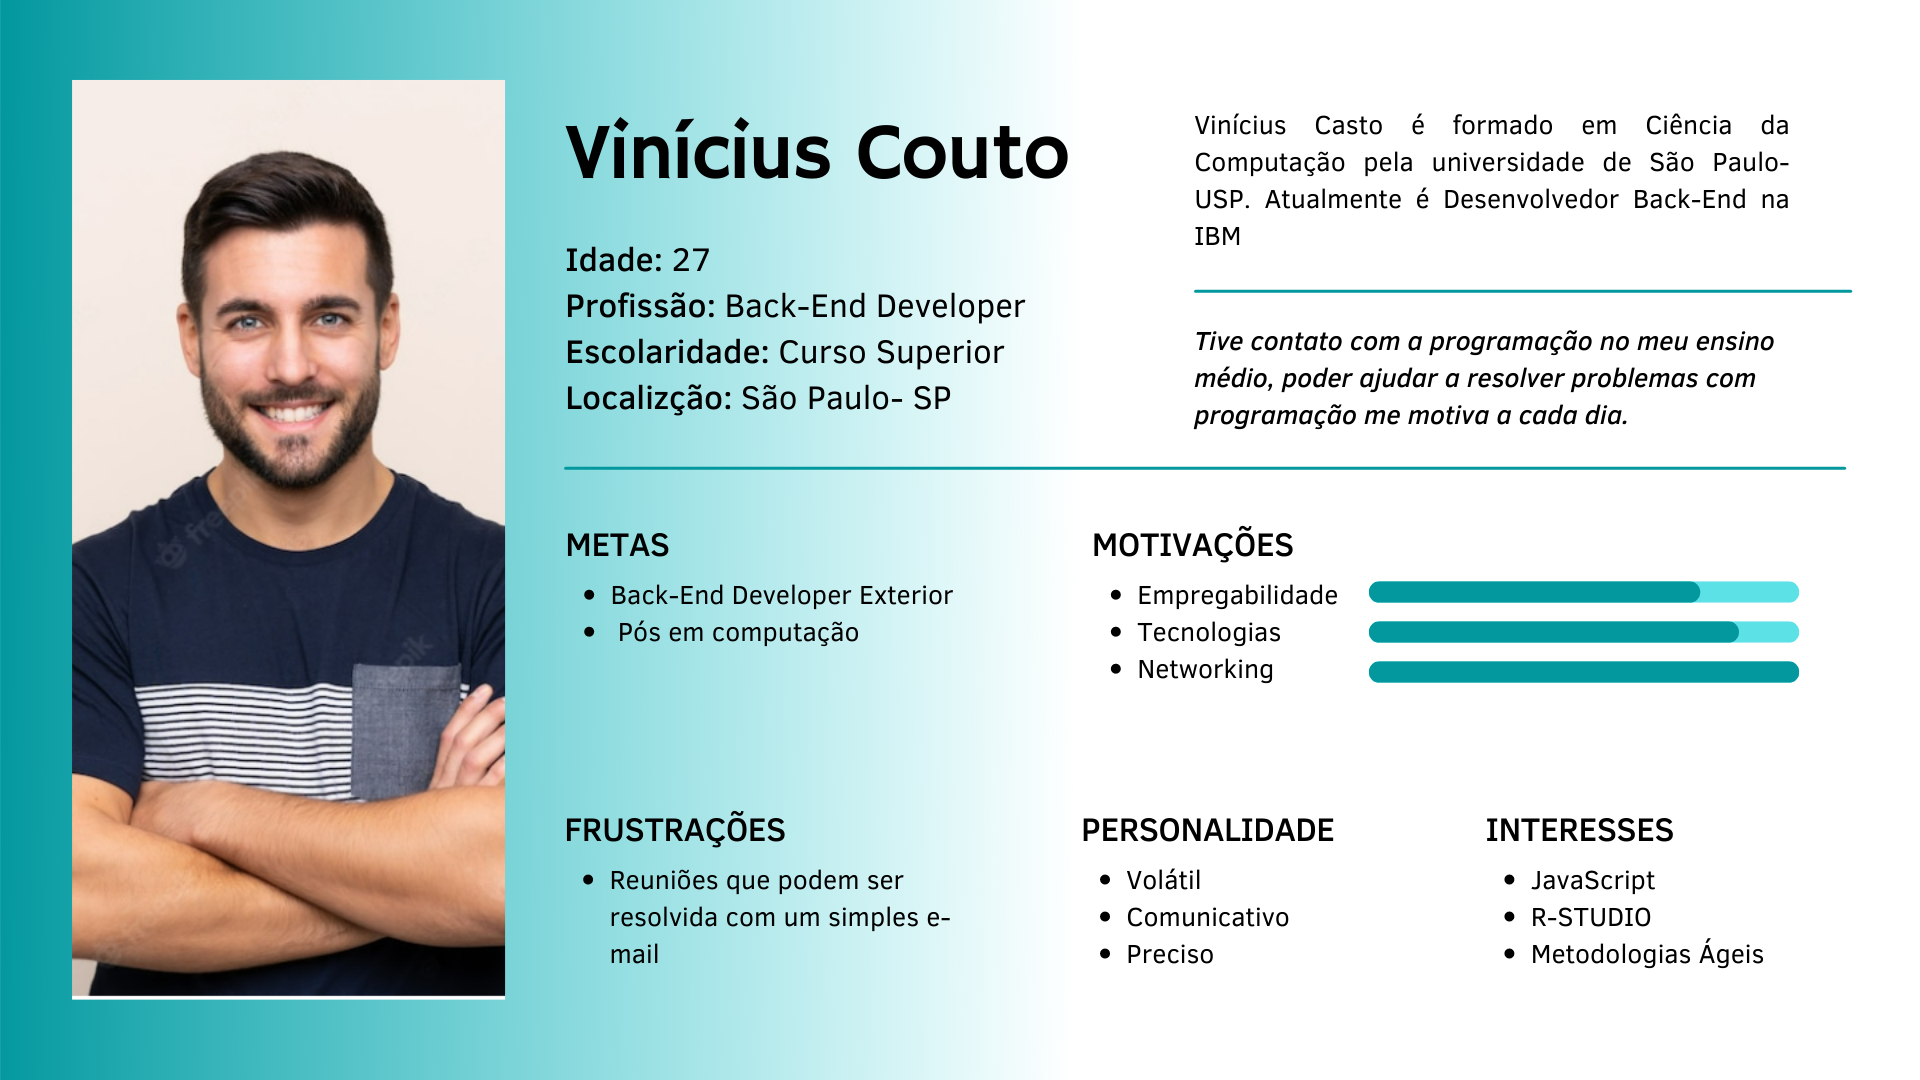 Vinícius Couto
Idade: 27
Profissão: Back-End Developer
Escolaridade: Curso Superior
Localizção: São Paulo- SP
Vinícius Casto é formado em Ciência da
Computação pela universidade de São Paulo-
USP. Atualmente é Desenvolvedor Back-End na
IBM
Tive contato com a programação no meu ensino
médio, poder ajudar a resolver problemas com
programação me motiva a cada dia.
METAS
• Back-End Developer Exterior
• Pós em computação
MOTIVAÇÕES
• Empregabilidade
• Tecnologias
• Networking
FRUSTRAÇÕES
• Reuniões que podem ser
resolvida com um simples e-
mail
PERSONALIDADE
• Volátil
• Comunicativo
• Preciso
INTERESSES
• JavaScript
• R-STUDIO
• Metodologias Ágeis